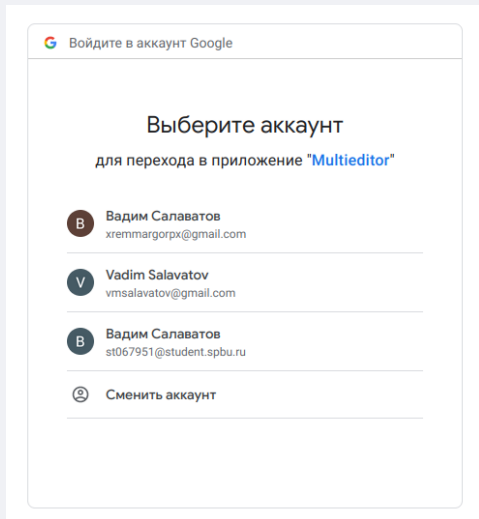 Войдите в аккаунт Google
Выберите аккаунт
для перехода в приложение "Multieditor"
В
Вадим Салаватов
xremmargorpx@gmail.com
V
Vadim Salavatov
vmsalavatov@gmail.com
В
Вадим Салаватов
st067951@student.spbu.ru
Сменить аккаунт